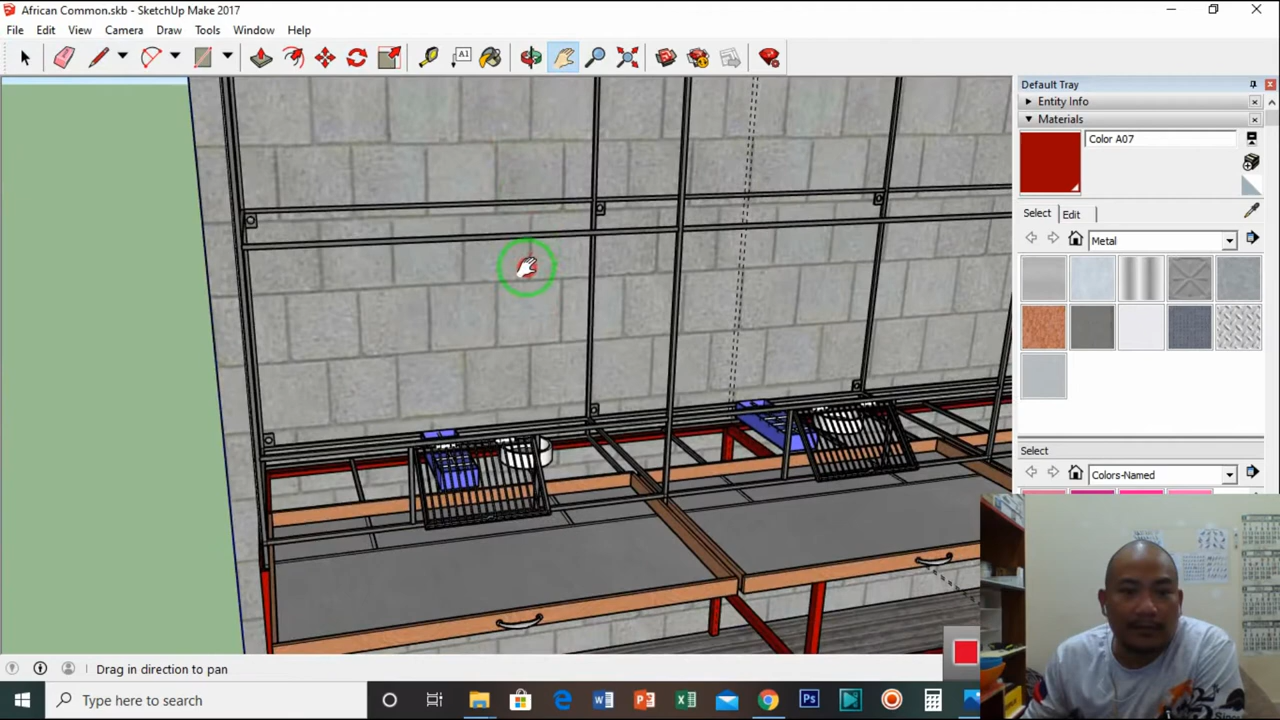 African Common.skb - SketchUp Make 2017
File Edit View Camera Draw Tools Window Help
A1
Default Tray
Entity Info
Materials
Color A07
Select Edit
Metal
Select
Colors-Named
Drag in direction to pan
Type here to search